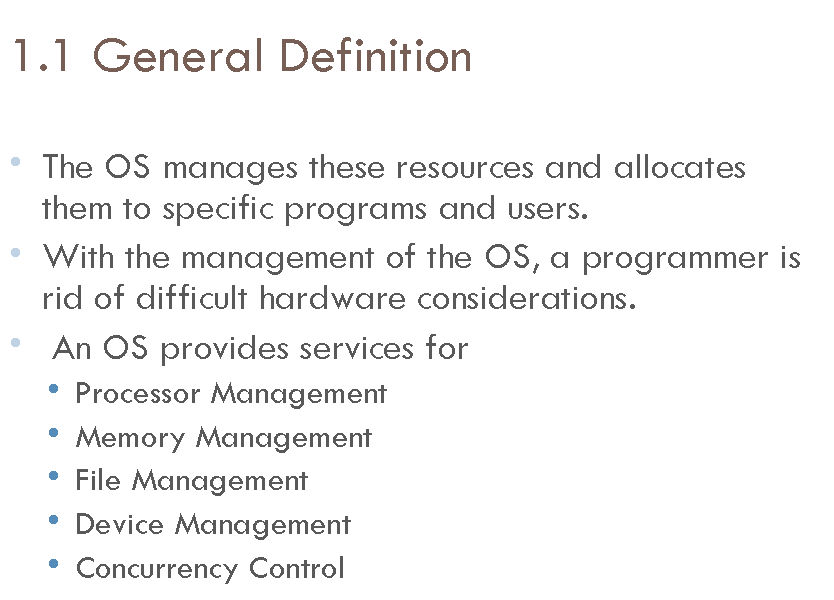 1.1 General Definition
• The OS manages these resources and allocates
them to specific programs and users.
• With the management of the OS, a programmer is
rid of difficult hardware considerations.
• An OS provides services for
• Processor Management
• Memory Management
• File Management
• Device Management
• Concurrency Control